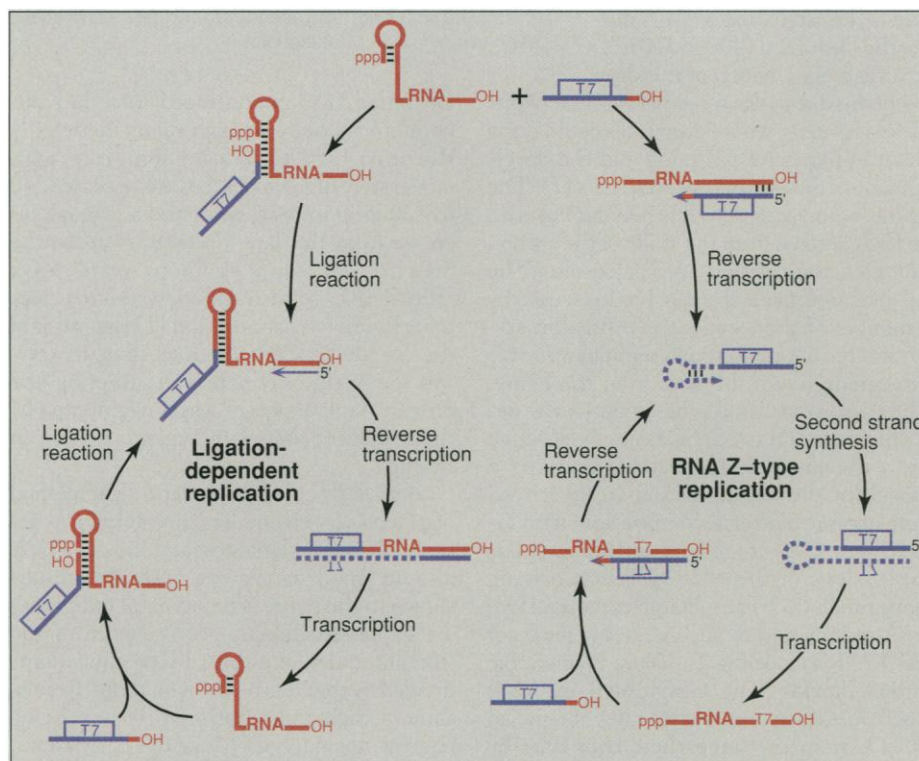 ppp
RNA
OH
+
T7
OH
ppp
HO
RNA
OH
T7
ppp
RNA
OH
T7
5'
Ligation
reaction
Reverse
transcription
RNA
OH
5'
T7
T7
5'
Ligation
reaction
Ligation-
dependent
replication
Reverse
transcription
Reverse
transcription
RNA Z–type
replication
Second strand
synthesis
ppp
HO
RNA
OH
T7
T7
RNA
OH
T7
ppp
RNA
T7
OH
T7
5'
T7
5'
T7
Transcription
Transcription
ppp
RNA
OH
T7
OH
T7
OH
ppp
RNA
T7
OH